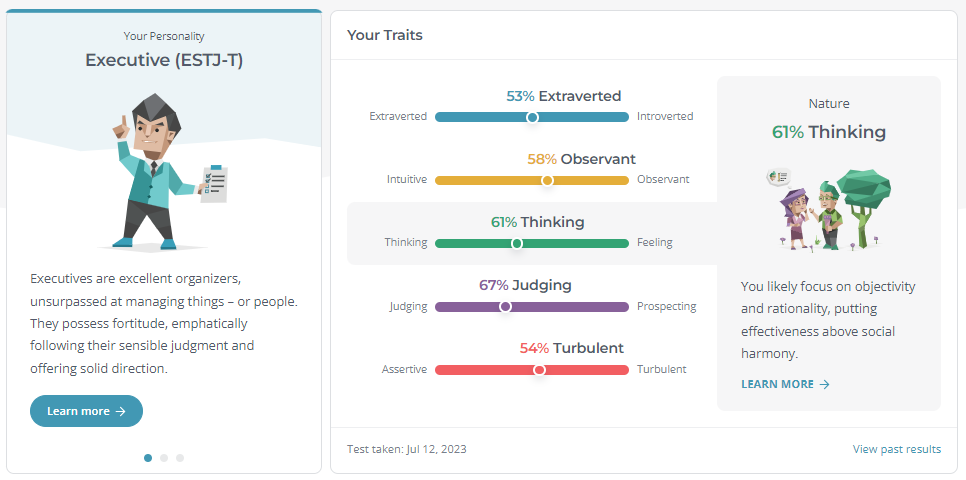 Your Personality
Executive (ESTJ-T)
Executives are excellent organizers,
unsurpassed at managing things – or people.
They possess fortitude, emphatically
following their sensible judgment and
offering solid direction.
Learn more →
Your Traits
53% Extraverted
Extraverted Introverted
58% Observant
Intuitive Observant
61% Thinking
Thinking Feeling
67% Judging
Judging Prospecting
54% Turbulent
Assertive Turbulent
Nature
61% Thinking
You likely focus on objectivity
and rationality, putting
effectiveness above social
harmony.
LEARN MORE →
Test taken: Jul 12, 2023 View past results